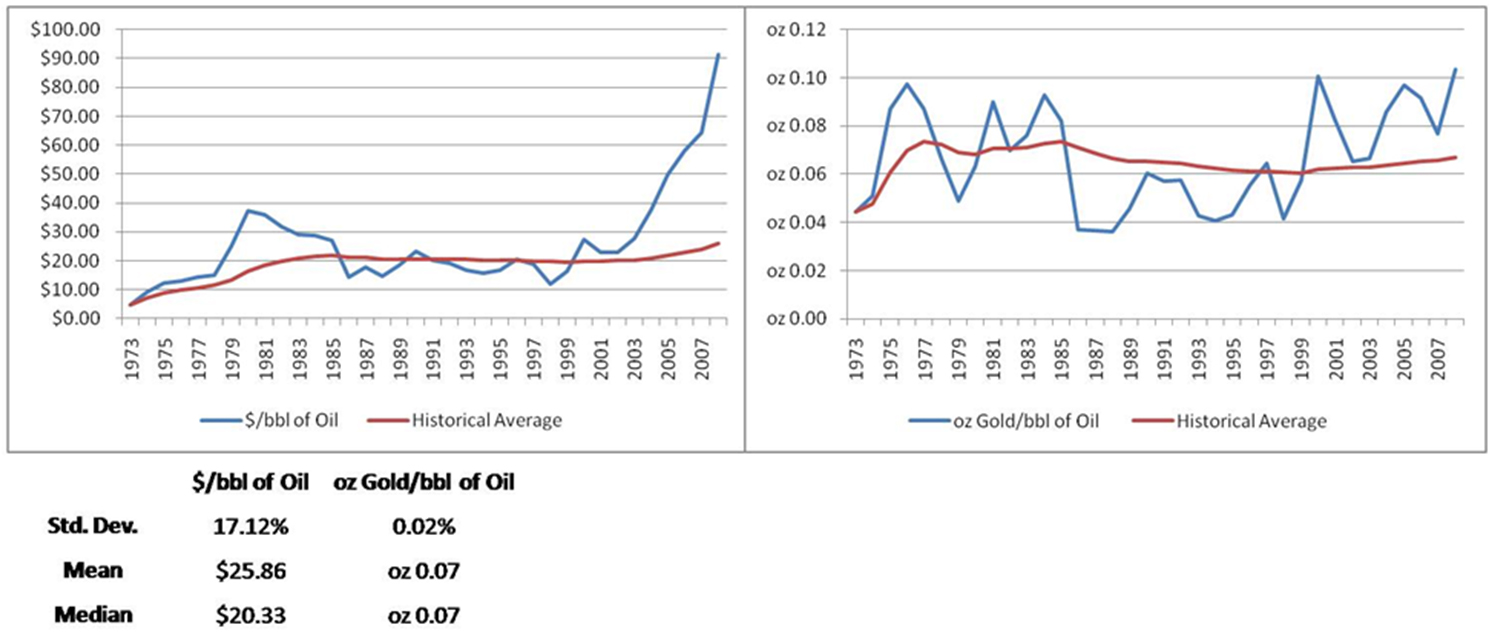 $100.00
$90.00
$80.00
$70.00
$60.00
$50.00
$40.00
$30.00
$20.00
$10.00
$0.00
1973 1975 1977 1979 1981 1983 1985 1987 1989 1991 1993 1995 1997 1999 2001 2003 2005 2007
$/bbl of Oil Historical Average
oz 0.12
oz 0.10
oz 0.08
oz 0.06
oz 0.04
oz 0.02
oz 0.00
1973 1975 1977 1979 1981 1983 1985 1987 1989 1991 1993 1995 1997 1999 2001 2003 2005 2007
oz Gold/bbl of Oil Historical Average
$/bbl of Oil oz Gold/bbl of Oil
Std. Dev. 17.12% 0.02%
Mean $25.86 oz 0.07
Median $20.33 oz 0.07